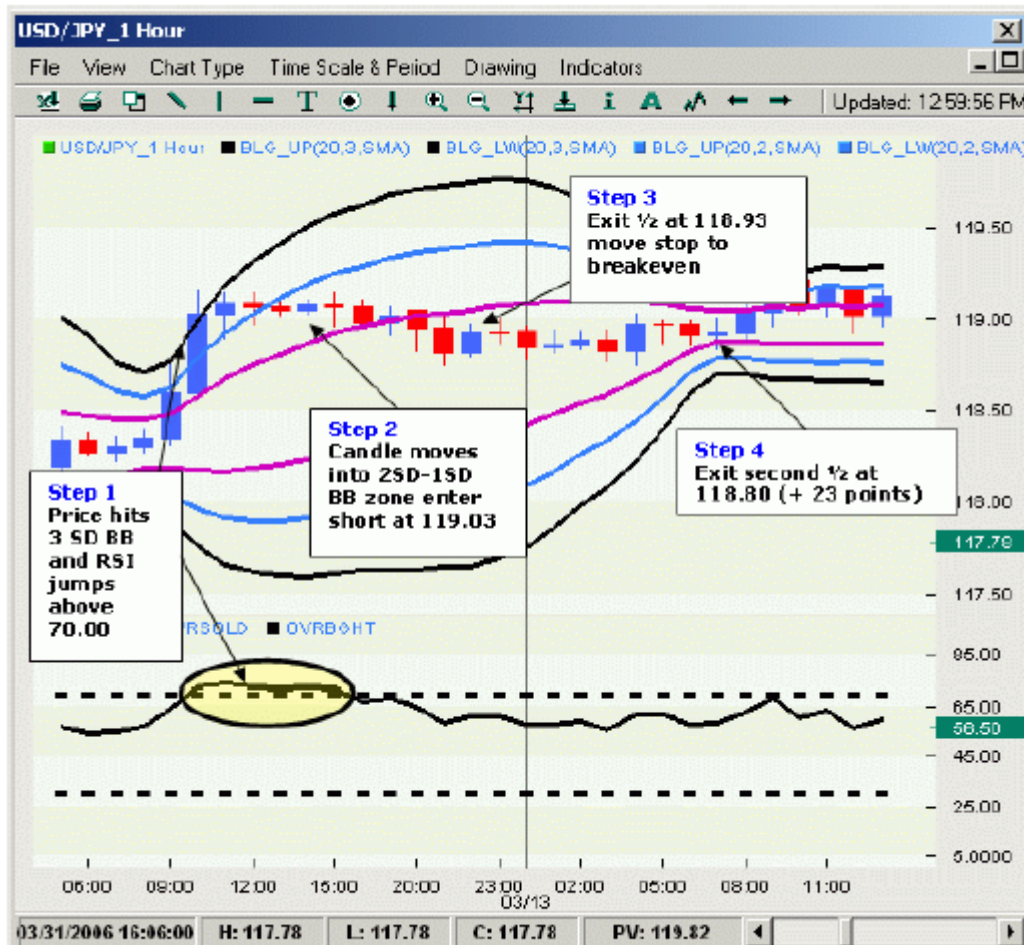 USD/JPY_1 Hour
File View Chart Type Time Scale & Period Drawing Indicators
Updated: 12:59:56 PM
USD/JPY_1 Hour BLG_UP(20,3,SMA) BLG_LW(20,3,SMA) BLG_UP(20,2,SMA) BLG_LW(20,2,SMA)
Step 3
Exit ½ at 118.93
move stop to
breakeven
119.50
119.00
118.50
118.00
117.78
117.50
Step 2
Candle moves
into 2SD-1SD
BB zone enter
short at 119.03
Step 4
Exit second ½ at
118.80 (+ 23 points)
Step 1
Price hits
3 SD BB
and RSI
jumps
above
70.00
RSOLD OVRBGHT
85.00
65.00
58.50
45.00
25.00
5.0000
06:00 09:00 12:00 15:00 20:00 23:00 02:00 05:00 08:00 11:00
03/13
03/31/2006 16:06:00 H: 117.78 L: 117.78 C: 117.78 PV: 119.82